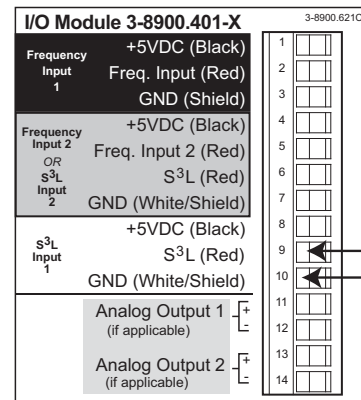 I/O Module 3-8900.401-X
3-8900.621C
Frequency
Input
1
+5VDC (Black)
Freq. Input (Red)
GND (Shield)
Frequency
Input 2
OR
S³L
Input
2
+5VDC (Black)
Freq. Input 2 (Red)
S³L (Red)
GND (White/Shield)
S³L
Input
1
+5VDC (Black)
S³L (Red)
GND (White/Shield)
Analog Output 1
(if applicable)
+
-
Analog Output 2
(if applicable)
+
-
1
2
3
4
5
6
7
8
9
10
11
12
13
14